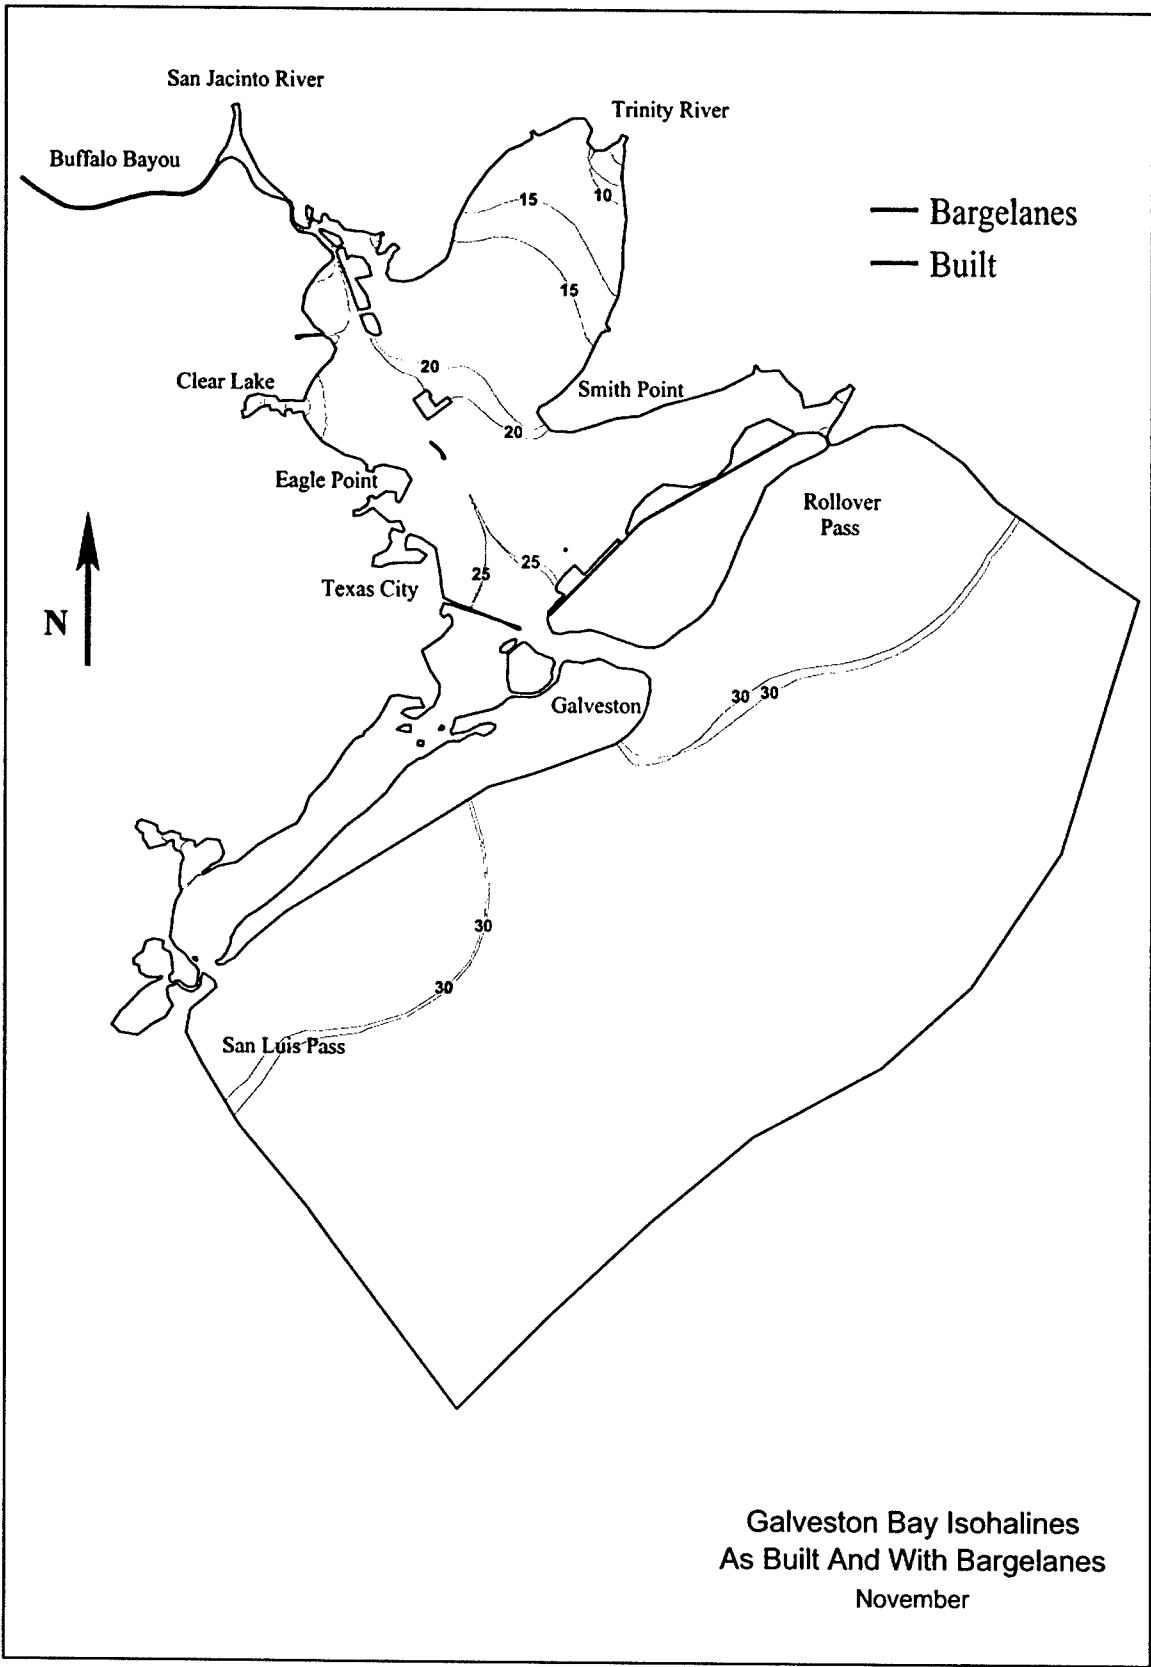 San Jacinto River
Trinity River
Buffalo Bayou
10
15
Bargelanes
Built
15
20
Clear Lake
Smith Point
20
Eagle Point
Rollover
Pass
25
25
Texas City
N
30 30
Galveston
30
30
San Luis Pass
Galveston Bay Isohalines
As Built And With Bargelanes
November